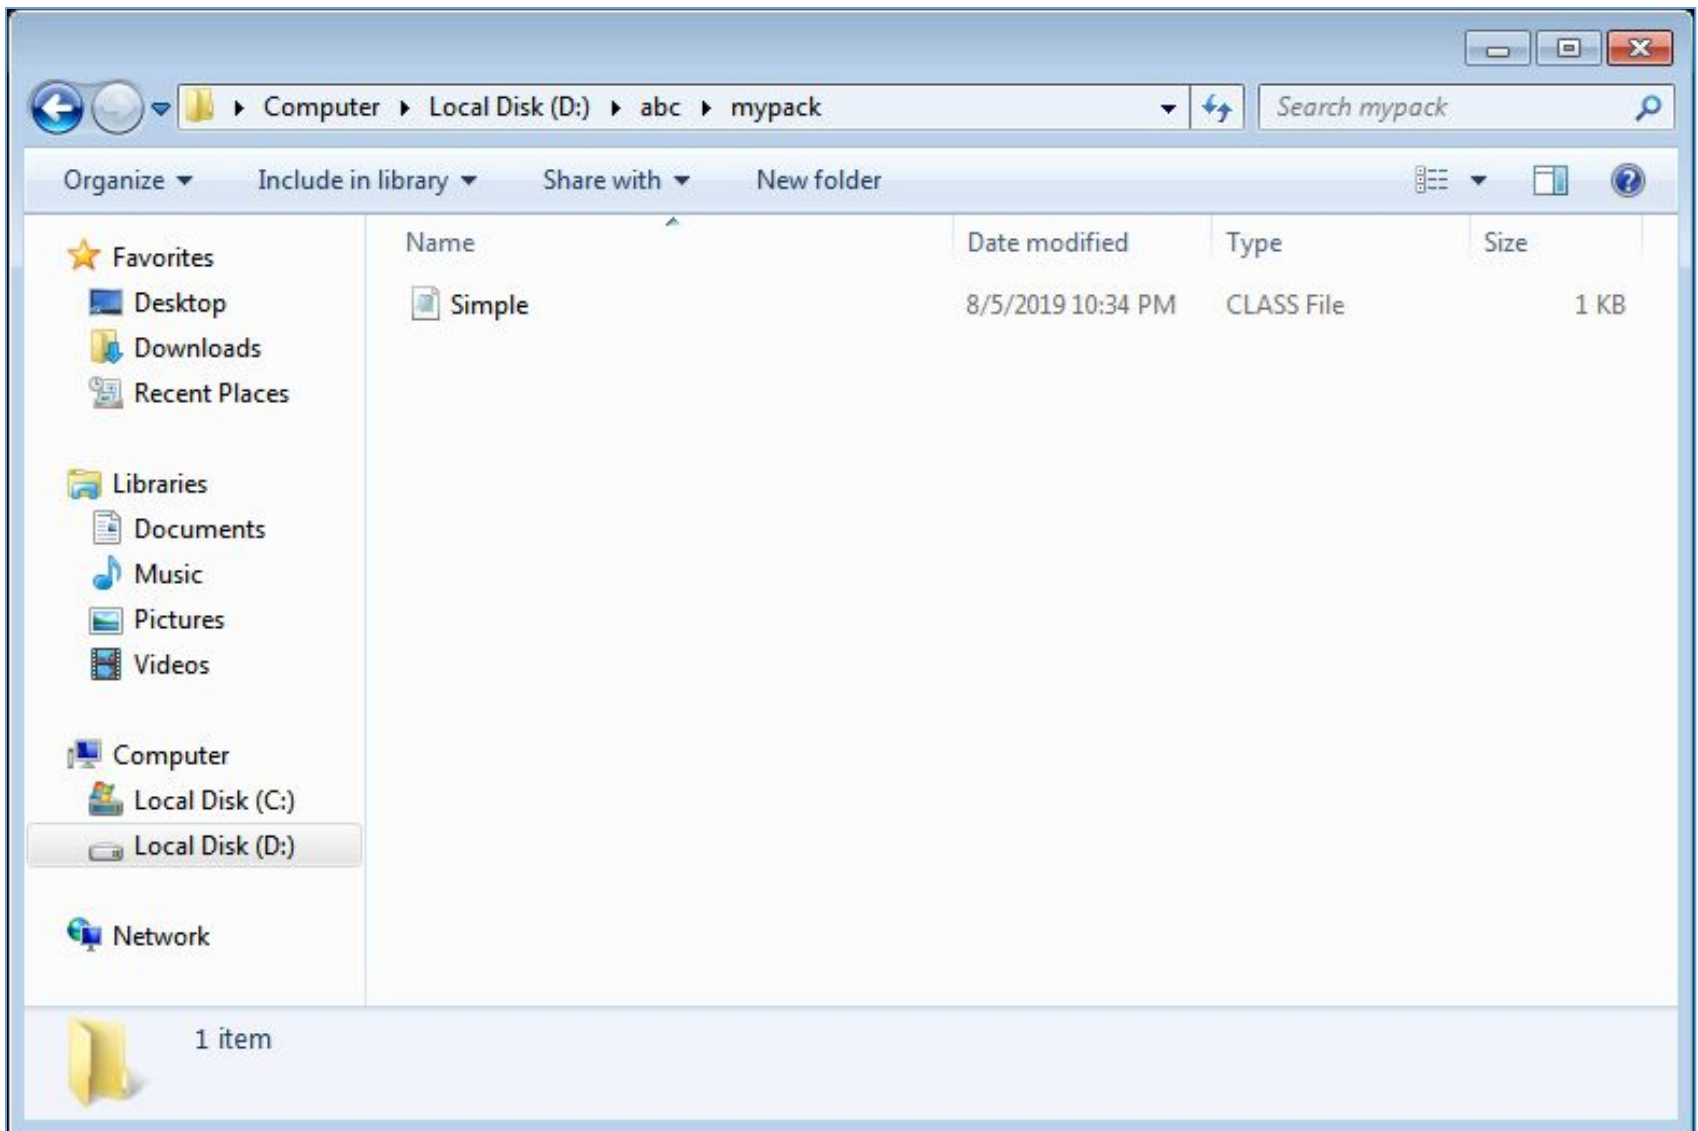 Computer Local Disk (D:) abc mypack Search mypack
Organize Include in library Share with New folder
Name Date modified Type Size
Simple 8/5/2019 10:34 PM CLASS File 1 KB
Favorites
Desktop
Downloads
Recent Places
Libraries
Documents
Music
Pictures
Videos
Computer
Local Disk (C:)
Local Disk (D:)
Network
1 item